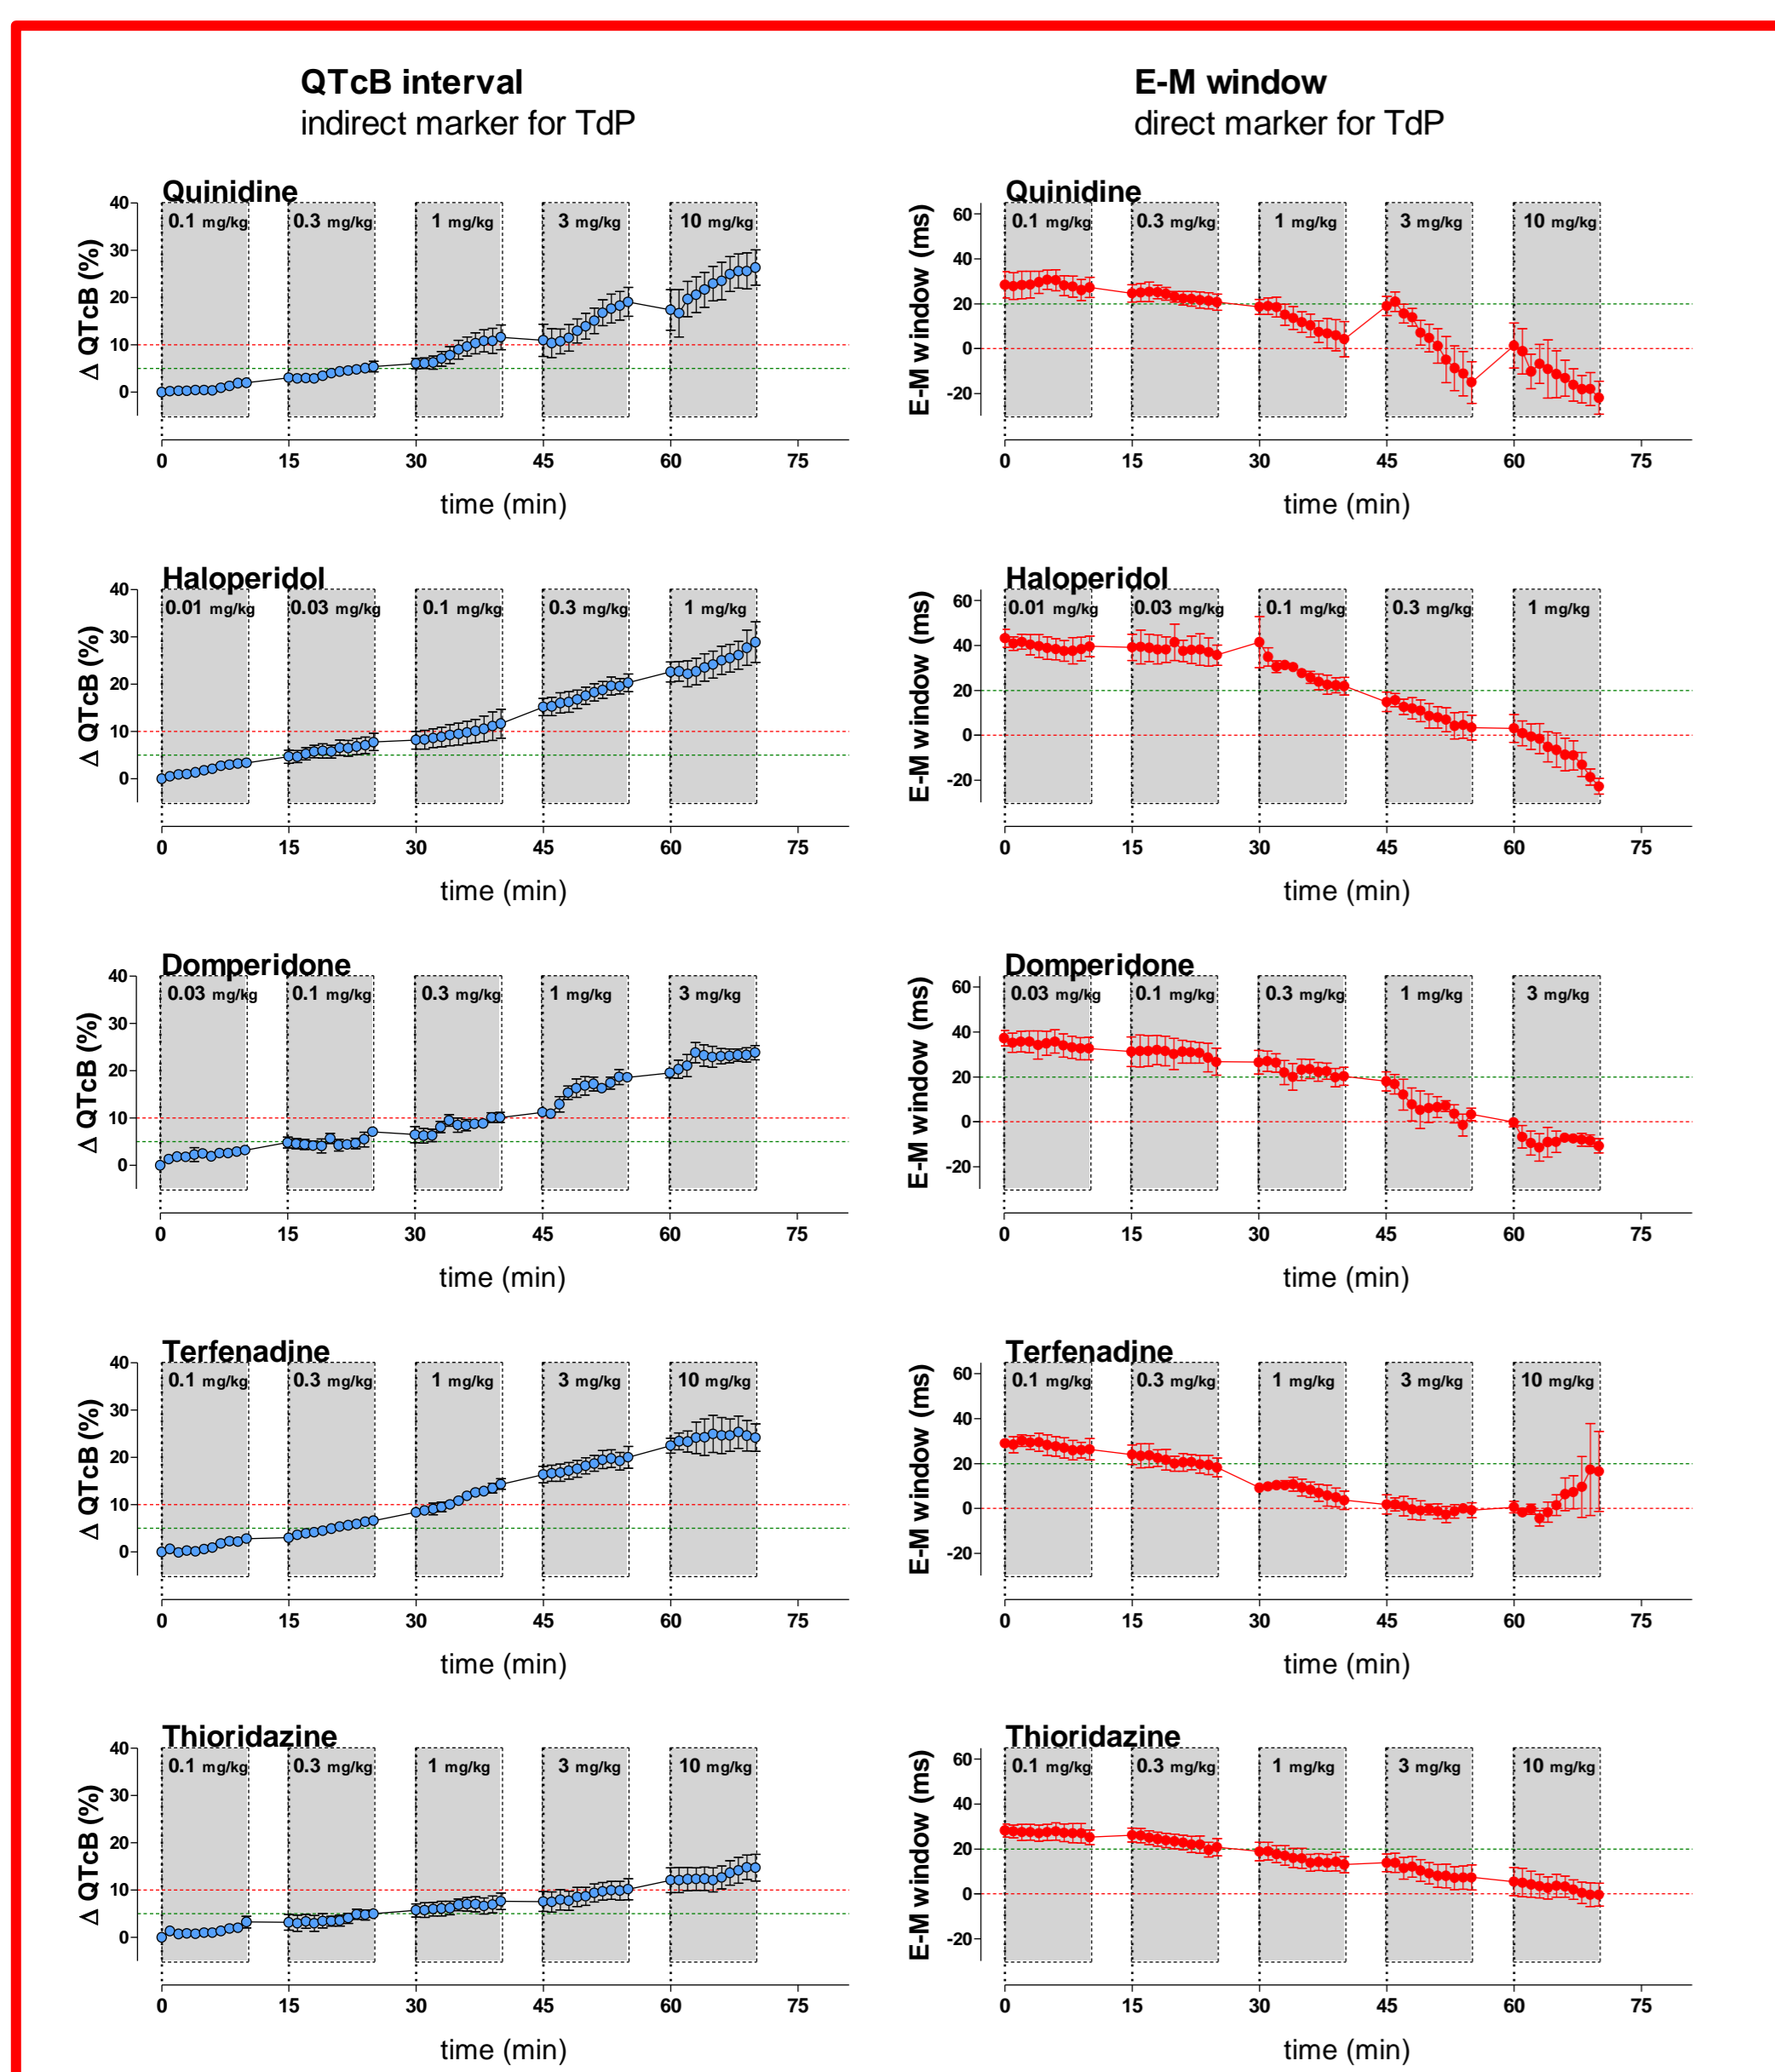 QTcB interval
indirect marker for TdP
E-M window
direct marker for TdP
Quinidine
0.1 mg/kg 0.3 mg/kg 1 mg/kg 3 mg/kg 10 mg/kg
Δ QTcB (%)
40
30
20
10
0
0 15 30 45 60 75
time (min)
Quinidine
0.1 mg/kg 0.3 mg/kg 1 mg/kg 3 mg/kg 10 mg/kg
E-M window (ms)
60
40
20
0
-20
0 15 30 45 60 75
time (min)
Haloperidol
0.01 mg/kg 0.03 mg/kg 0.1 mg/kg 0.3 mg/kg 1 mg/kg
Δ QTcB (%)
40
30
20
10
0
0 15 30 45 60 75
time (min)
Haloperidol
0.01 mg/kg 0.03 mg/kg 0.1 mg/kg 0.3 mg/kg 1 mg/kg
E-M window (ms)
60
40
20
0
-20
0 15 30 45 60 75
time (min)
Domperidone
0.03 mg/kg 0.1 mg/kg 0.3 mg/kg 1 mg/kg 3 mg/kg
Δ QTcB (%)
40
30
20
10
0
0 15 30 45 60 75
time (min)
Domperidone
0.03 mg/kg 0.1 mg/kg 0.3 mg/kg 1 mg/kg 3 mg/kg
E-M window (ms)
60
40
20
0
-20
0 15 30 45 60 75
time (min)
Terfenadine
0.1 mg/kg 0.3 mg/kg 1 mg/kg 3 mg/kg 10 mg/kg
Δ QTcB (%)
40
30
20
10
0
0 15 30 45 60 75
time (min)
Terfenadine
0.1 mg/kg 0.3 mg/kg 1 mg/kg 3 mg/kg 10 mg/kg
E-M window (ms)
60
40
20
0
-20
0 15 30 45 60 75
time (min)
Thioridazine
0.1 mg/kg 0.3 mg/kg 1 mg/kg 3 mg/kg 10 mg/kg
Δ QTcB (%)
40
30
20
10
0
0 15 30 45 60 75
time (min)
Thioridazine
0.1 mg/kg 0.3 mg/kg 1 mg/kg 3 mg/kg 10 mg/kg
E-M window (ms)
60
40
20
0
-20
0 15 30 45 60 75
time (min)